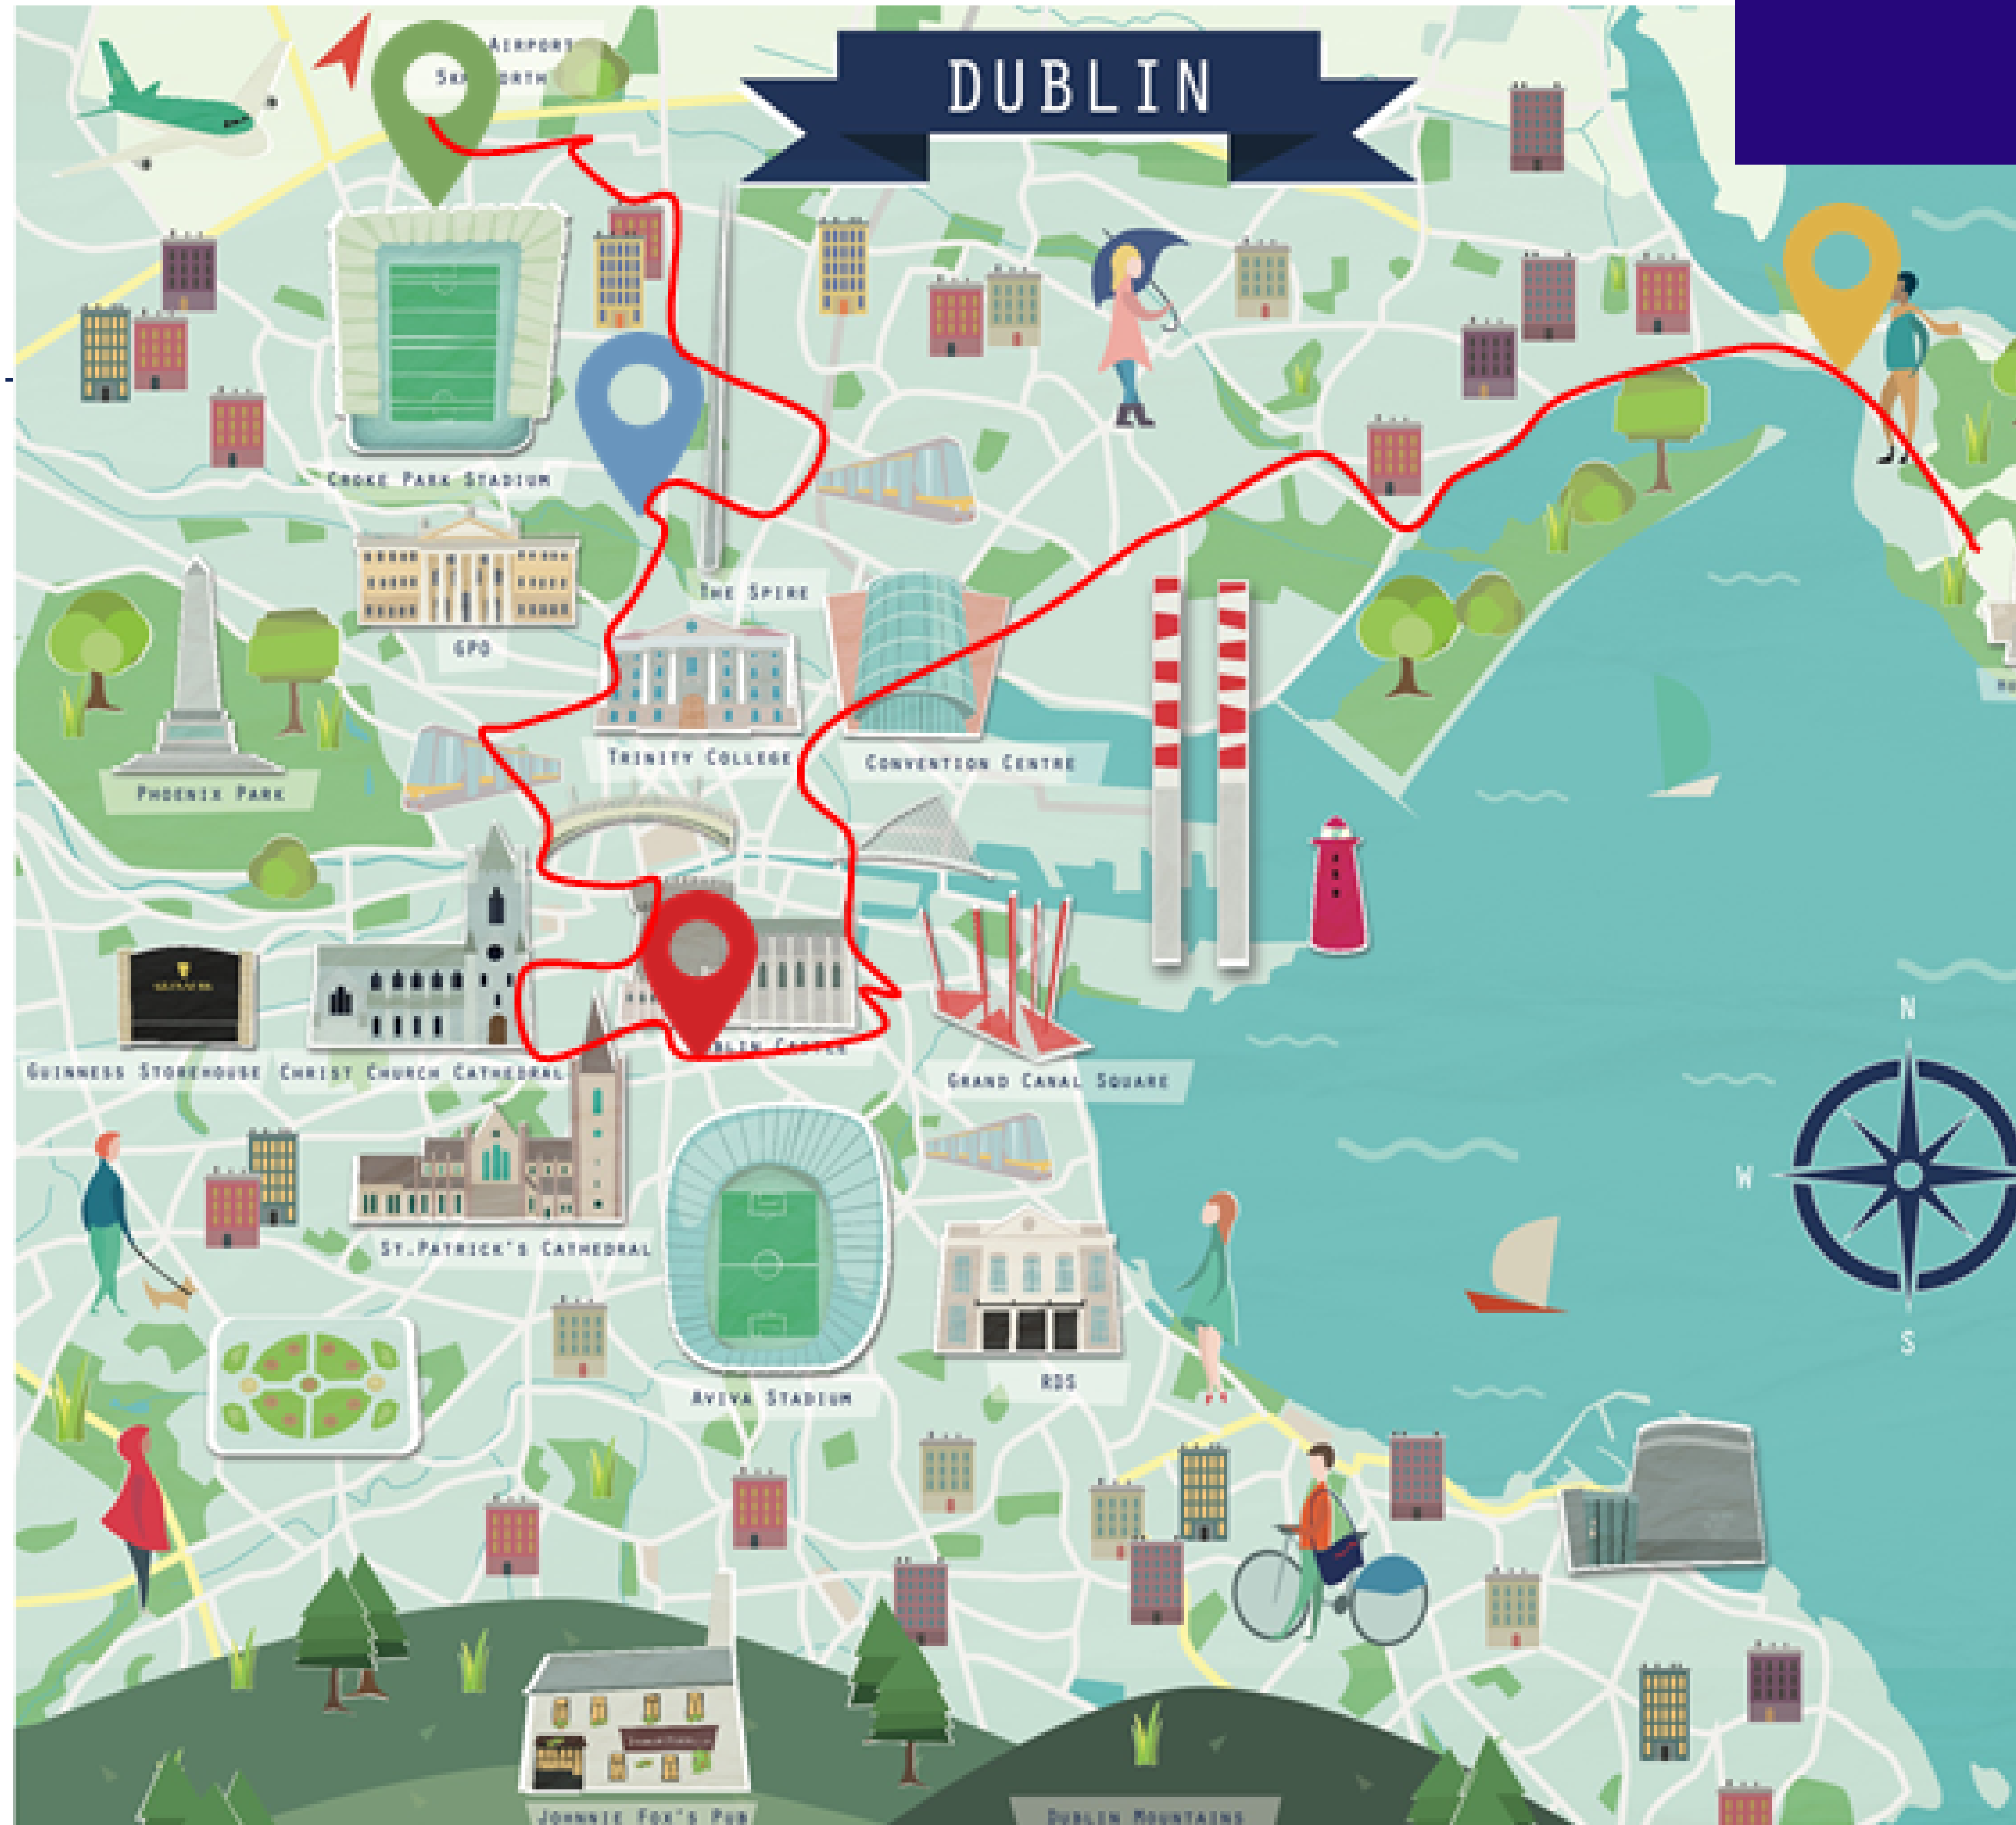 AIRPORT
DUBLIN
CROKE PARK STADIUM
THE SPIRE
GPO
TRINITY COLLEGE
CONVENTION CENTRE
PHOENIX PARK
N
GUINNESS STOREHOUSE
CHRIST CHURCH CATHEDRAL
CASTLE
GRAND CANAL SQUARE
W
ST.PATRICK'S CATHEDRAL
S
AVIVA STADIUM
RDS
JOHNNIE FOX'S PUB
DUBLIN MOUNTAINS